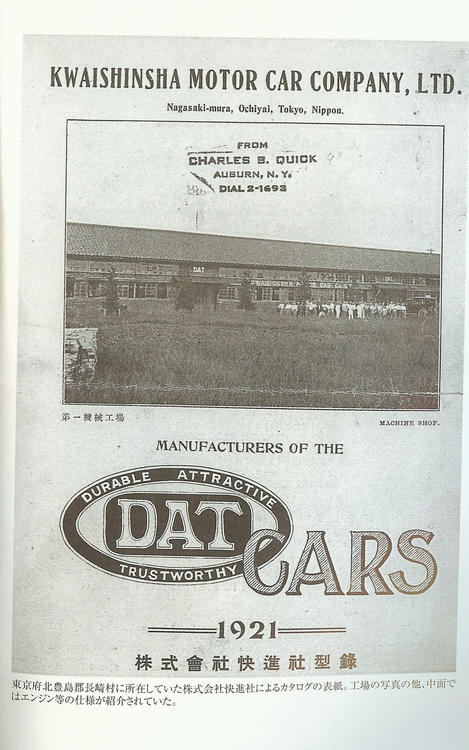 KWAISHINSHA MOTOR CAR COMPANY, LTD.
Nagasaki-mura, Ochiyai, Tokyo, Nippon.
FROM
CHARLES B. QUICK
AUBURN, N. Y.
DIAL 2-1693
DAT
KWAISHINSHA MOTOR CAR Co. LTD.
第一機械工場
MACHINE SHOP.
MANUFACTURERS OF THE
DURABLE ATTRACTIVE
DAT
TRUSTWORTHY
CARS
1921
株式會社快進社型錄
東京府北豊島郡長崎村に所在していた株式会社快進社によるカタログの表紙。工場の写真の他、中面で
はエンジン等の仕様が紹介されていた。